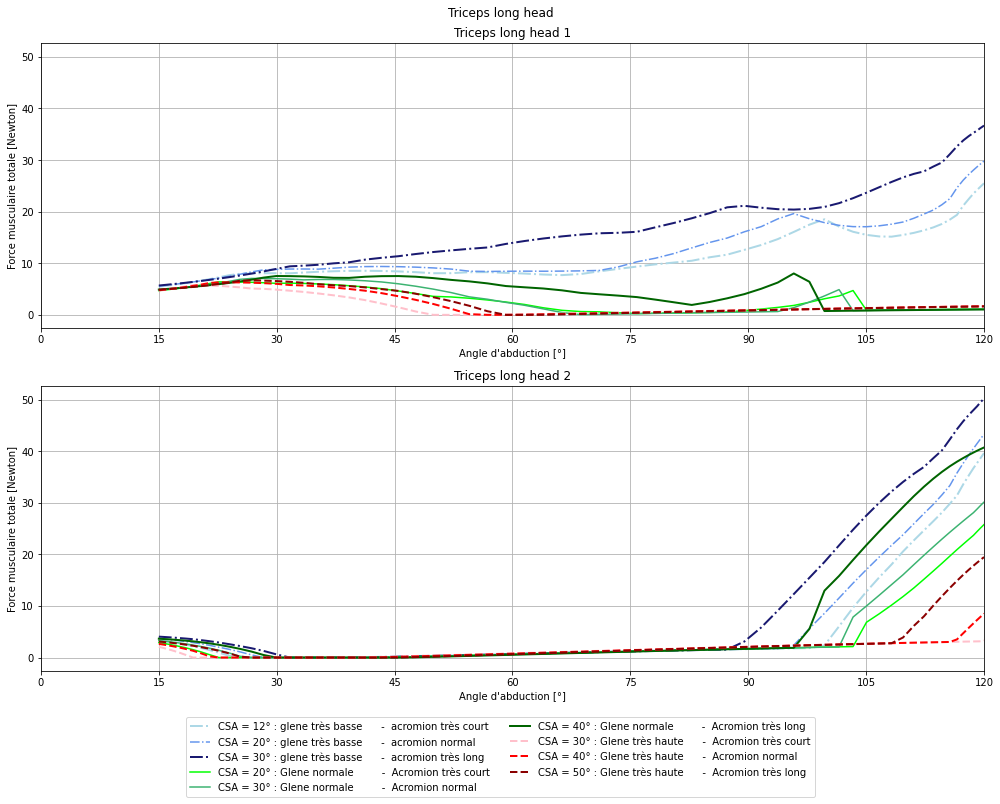 Triceps long head
Triceps long head 1
50
40
30
20
10
0
Force musculaire totale [Newton]
0 15 30 45 60 75 90 105 120
Angle d'abduction [°]
Triceps long head 2
50
40
30
20
10
0
Force musculaire totale [Newton]
0 15 30 45 60 75 90 105 120
Angle d'abduction [°]
CSA = 12° : glene très basse - acromion très court
CSA = 20° : glene très basse - acromion normal
CSA = 30° : glene très basse - acromion très long
CSA = 20° : Glene normale - Acromion très court
CSA = 30° : Glene normale - Acromion normal
CSA = 40° : Glene normale - Acromion très long
CSA = 30° : Glene très haute - Acromion très court
CSA = 40° : Glene très haute - Acromion normal
CSA = 50° : Glene très haute - Acromion très long